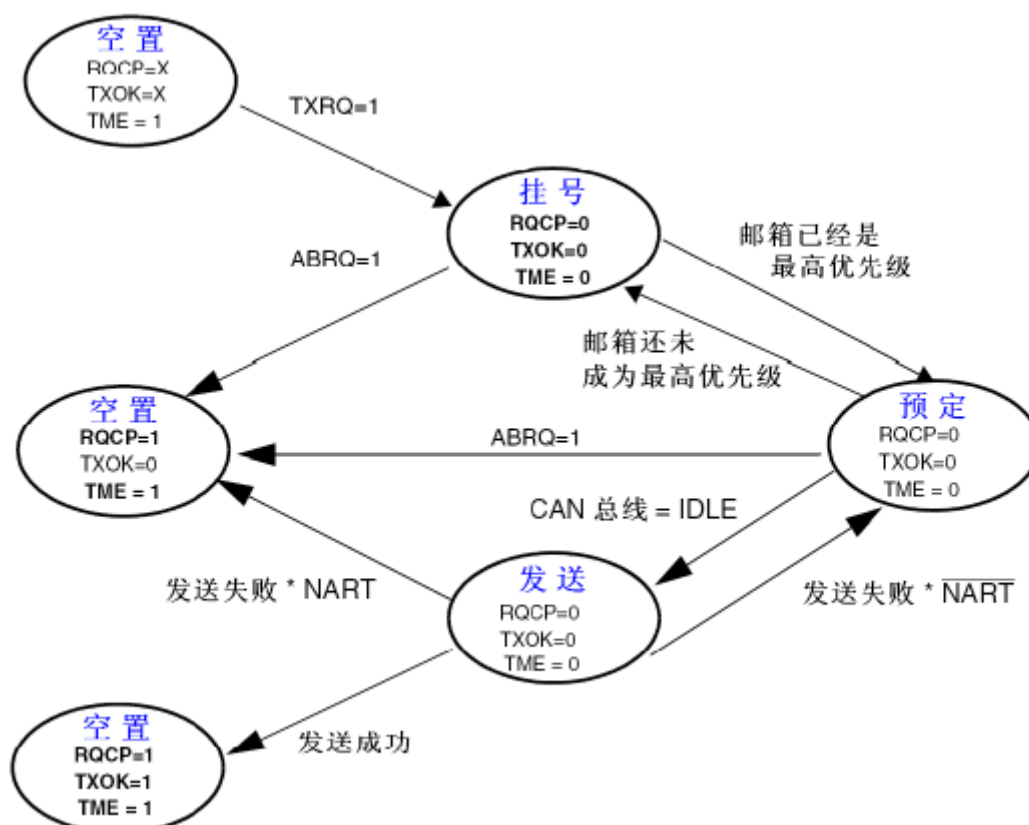 空置
RQCP=X
TXOK=X
TME = 1
TXRQ=1
挂号
RQCP=0
TXOK=0
TME = 0
ABRQ=1
邮箱已经是
最高优先级
邮箱还未
成为最高优先级
空置
RQCP=1
TXOK=0
TME = 1
ABRQ=1
预定
RQCP=0
TXOK=0
TME = 0
CAN 总线 = IDLE
发送失败 * NART
发送
RQCP=0
TXOK=0
TME = 0
发送失败 * N̅A̅R̅T̅
空置
RQCP=1
TXOK=1
TME = 1
发送成功